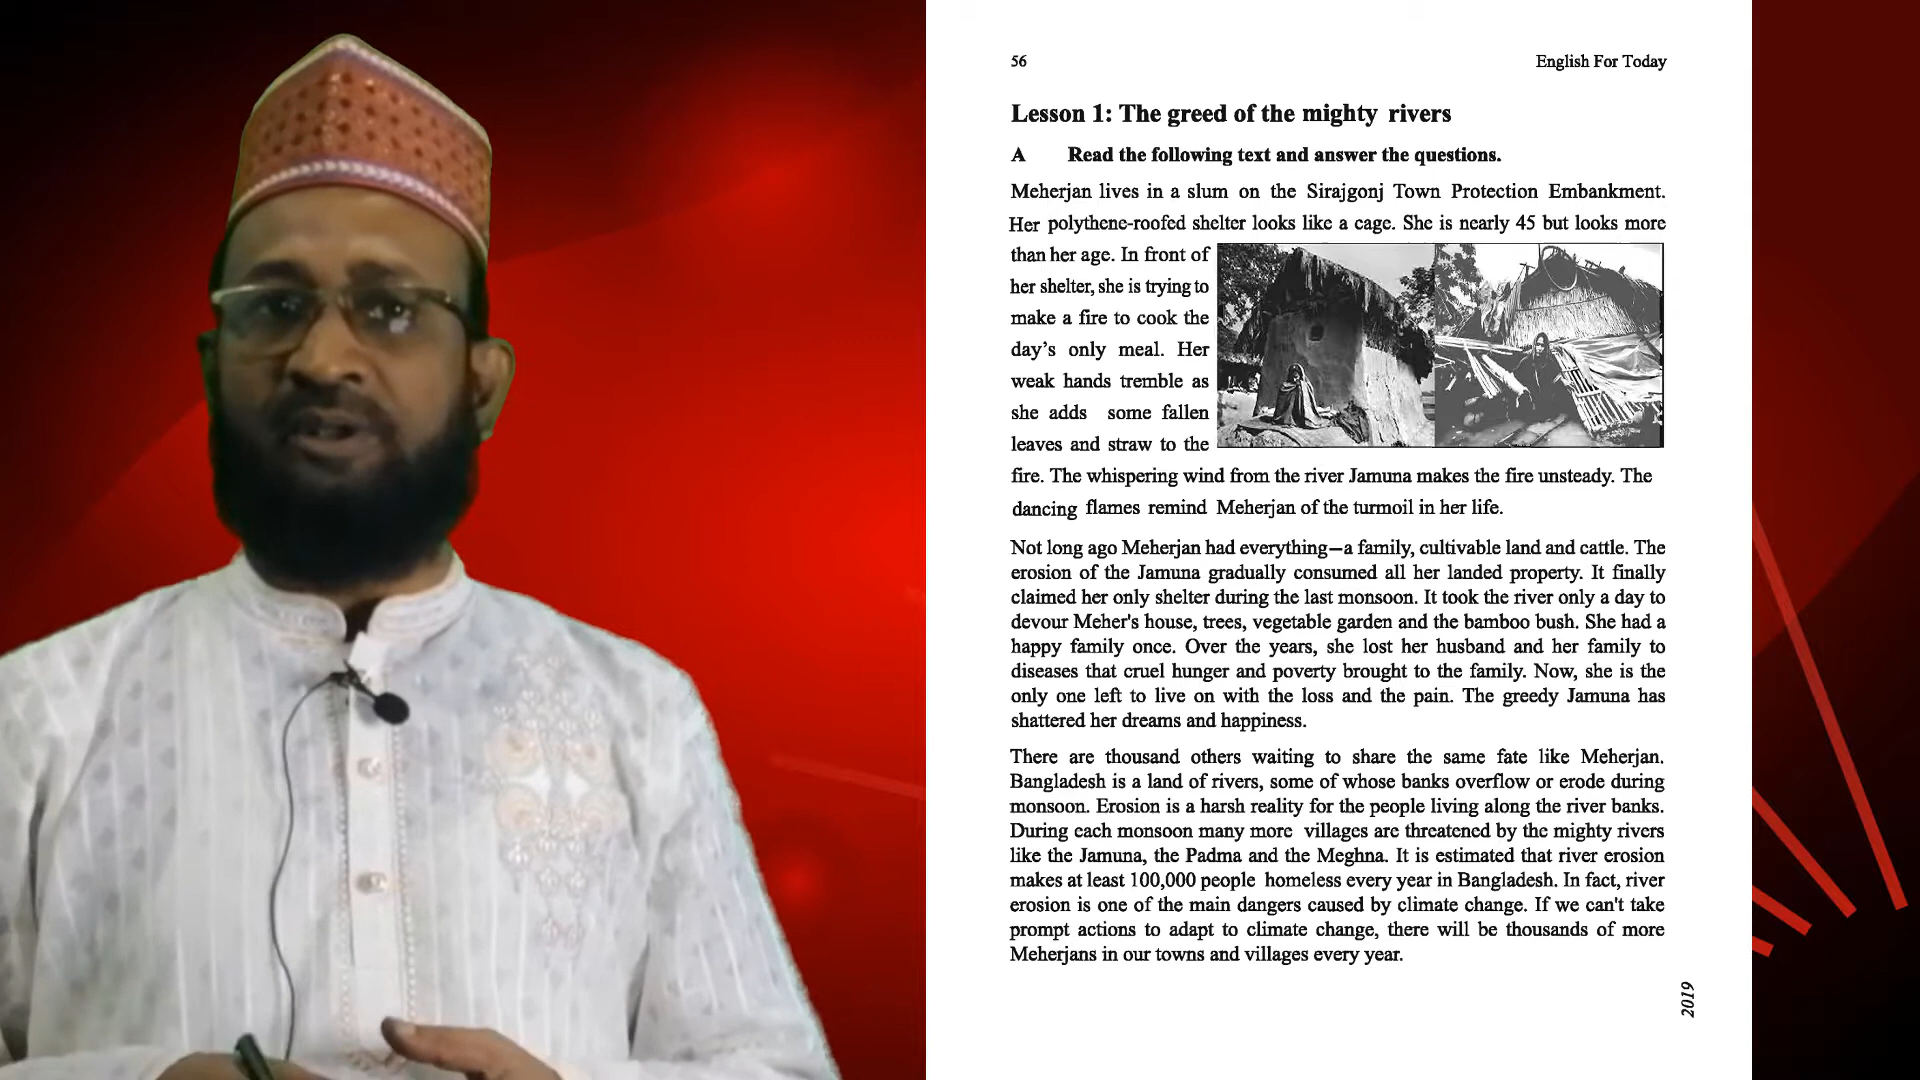 56 English For Today
Lesson 1: The greed of the mighty rivers
A Read the following text and answer the questions.
Meherjan lives in a slum on the Sirajgonj Town Protection Embankment.
Her polythene-roofed shelter looks like a cage. She is nearly 45 but looks more
than her age. In front of
her shelter, she is trying to
make a fire to cook the
day's only meal. Her
weak hands tremble as
she adds some fallen
leaves and straw to the
fire. The whispering wind from the river Jamuna makes the fire unsteady. The
dancing flames remind Meherjan of the turmoil in her life.
Not long ago Meherjan had everything—a family, cultivable land and cattle. The
erosion of the Jamuna gradually consumed all her landed property. It finally
claimed her only shelter during the last monsoon. It took the river only a day to
devour Meher's house, trees, vegetable garden and the bamboo bush. She had a
happy family once. Over the years, she lost her husband and her family to
diseases that cruel hunger and poverty brought to the family. Now, she is the
only one left to live on with the loss and the pain. The greedy Jamuna has
shattered her dreams and happiness.
There are thousand others waiting to share the same fate like Meherjan.
Bangladesh is a land of rivers, some of whose banks overflow or erode during
monsoon. Erosion is a harsh reality for the people living along the river banks.
During each monsoon many more villages are threatened by the mighty rivers
like the Jamuna, the Padma and the Meghna. It is estimated that river erosion
makes at least 100,000 people homeless every year in Bangladesh. In fact, river
erosion is one of the main dangers caused by climate change. If we can't take
prompt actions to adapt to climate change, there will be thousands of more
Meherjans in our towns and villages every year.
2019